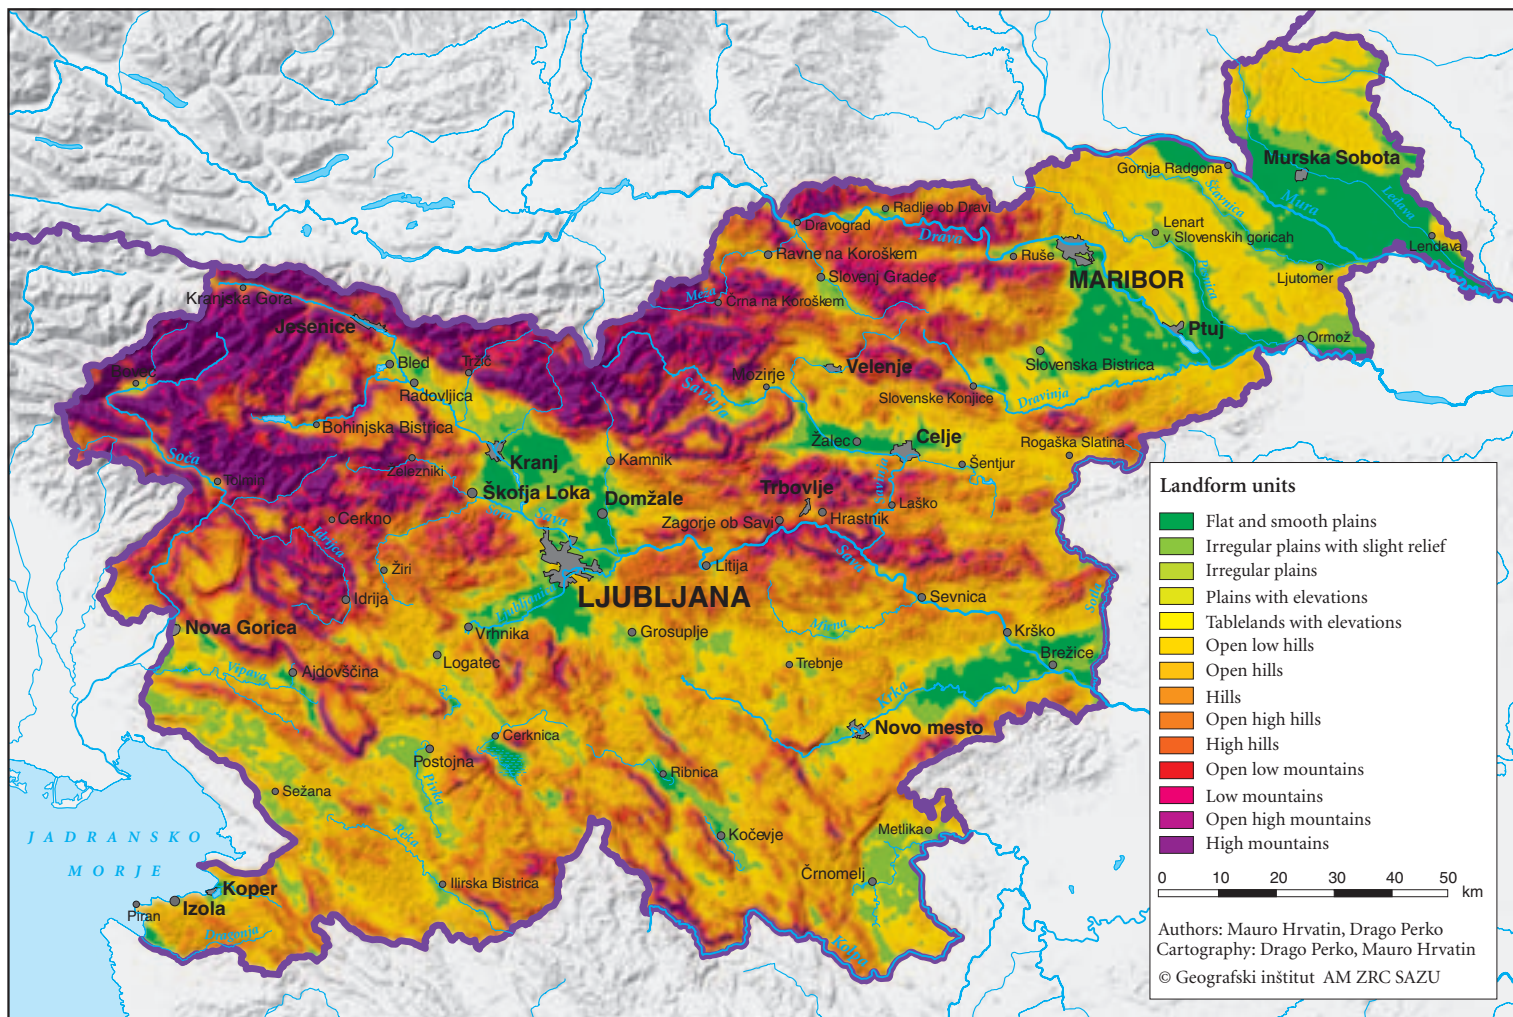 Murska Sobota
Gornja Radgona
Ščavnica
Mura
Ledava
Radlje ob Dravi
Dravograd
Drava
Lenart
v Slovenskih goricah
Lendava
Ravne na Koroškem
Ruše
MARIBOR
Ljutomer
Pesnica
Slovenj Gradec
Meža
Črna na Koroškem
Kranjska Gora
Jesenice
Ptuj
Ormož
Bled
Tržič
Velenje
Slovenska Bistrica
Bovec
Radovljica
Mozirje
Savinja
Slovenske Konjice
Dravinja
Bohinjska Bistrica
Žalec
Celje
Rogaška Slatina
Soča
Kranj
Kamnik
Šentjur
Železniki
Tolmin
Škofja Loka
Domžale
Trbovlje
Savinja
Laško
Cerkno
Sora
Sava
Zagorje ob Savi
Hrastnik
Idrijca
Sava
Žiri
Litija
LJUBLJANA
Idrija
Ljubljanica
Sevnica
Sotla
Nova Gorica
Vrhnika
Grosuplje
Mirna
Krško
Brežice
Logatec
Trebnje
Vipava
Ajdovščina
Krka
Novo mesto
Cerknica
Postojna
Pivka
Ribnica
Sežana
Reka
Kočevje
Metlika
JADRANSKO
MORJE
Črnomelj
Koper
Ilirska Bistrica
Izola
Piran
Dragonja
Kolpa
Landform units
Flat and smooth plains
Irregular plains with slight relief
Irregular plains
Plains with elevations
Tablelands with elevations
Open low hills
Open hills
Hills
Open high hills
High hills
Open low mountains
Low mountains
Open high mountains
High mountains
0 10 20 30 40 50 km
Authors: Mauro Hrvatin, Drago Perko
Cartography: Drago Perko, Mauro Hrvatin
© Geografski inštitut AM ZRC SAZU